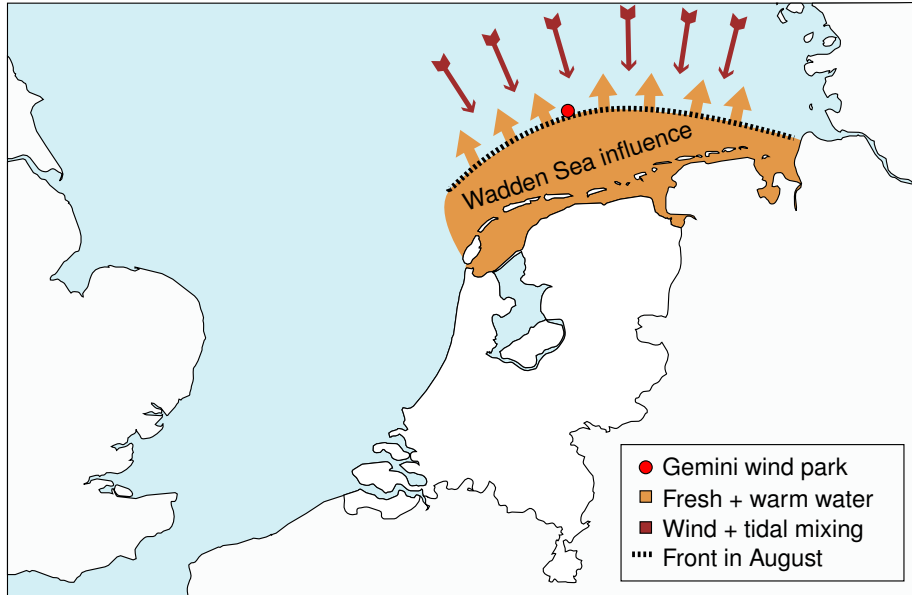 Wadden Sea influence
Gemini wind park
Fresh + warm water
Wind + tidal mixing
Front in August